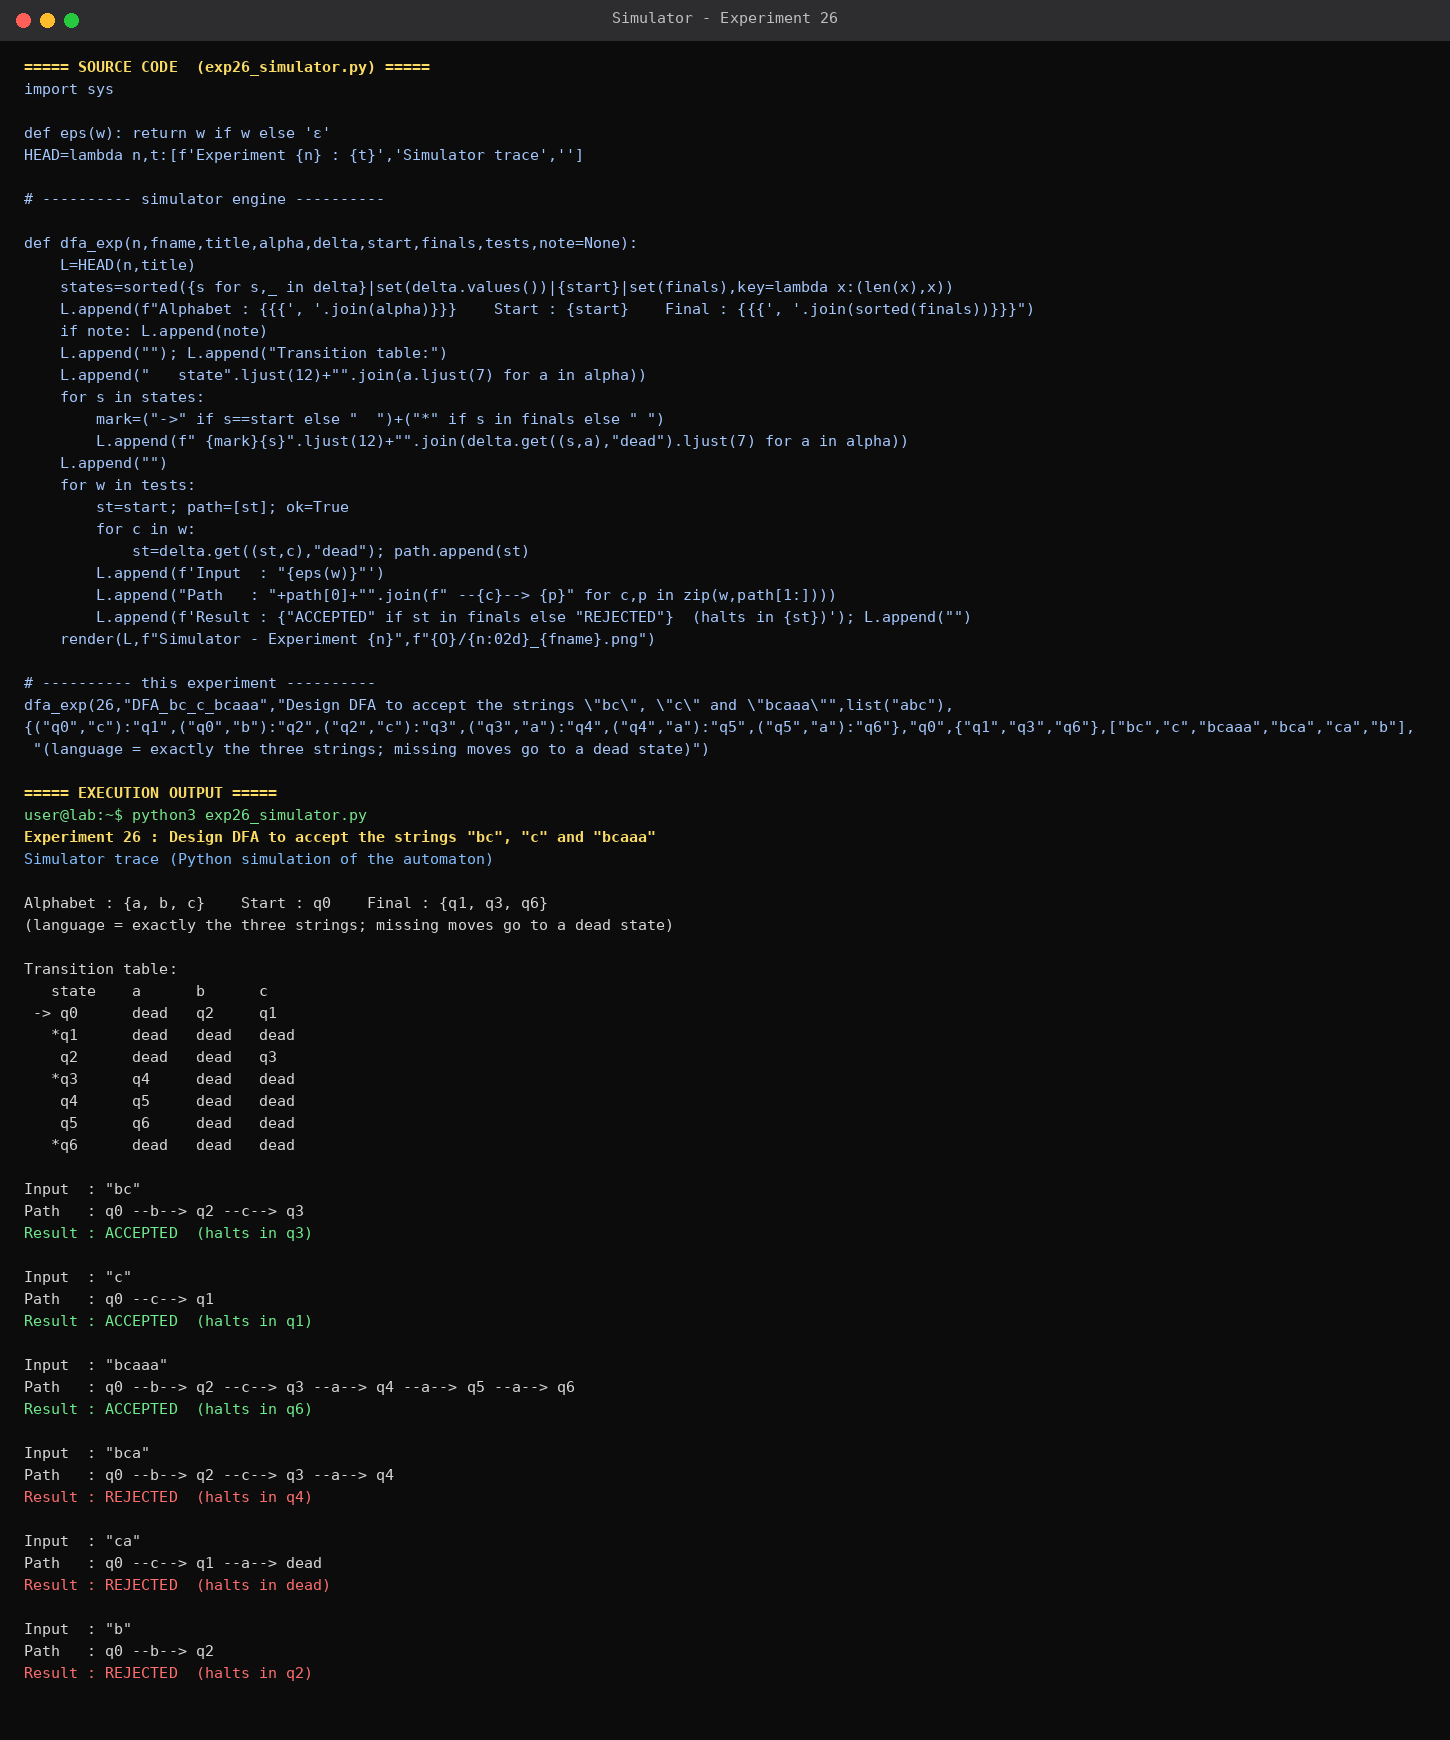 Simulator - Experiment 26
===== SOURCE CODE  (exp26_simulator.py) =====
import sys

def eps(w): return w if w else 'ε'
HEAD=lambda n,t:[f'Experiment {n} : {t}','Simulator trace','']

# ---------- simulator engine ----------

def dfa_exp(n,fname,title,alpha,delta,start,finals,tests,note=None):
    L=HEAD(n,title)
    states=sorted({s for s,_ in delta}|set(delta.values())|{start}|set(finals),key=lambda x:(len(x),x))
    L.append(f"Alphabet : {{{', '.join(alpha)}}}    Start : {start}    Final : {{{', '.join(sorted(finals))}}}")
    if note: L.append(note)
    L.append(""); L.append("Transition table:")
    L.append("   state".ljust(12)+"".join(a.ljust(7) for a in alpha))
    for s in states:
        mark=("->" if s==start else "  ")+("*" if s in finals else " ")
        L.append(f" {mark}{s}".ljust(12)+"".join(delta.get((s,a),"dead").ljust(7) for a in alpha))
    L.append("")
    for w in tests:
        st=start; path=[st]; ok=True
        for c in w:
            st=delta.get((st,c),"dead"); path.append(st)
        L.append(f'Input  : "{eps(w)}"')
        L.append("Path   : "+path[0]+"".join(f" --{c}--> {p}" for c,p in zip(w,path[1:])))
        L.append(f'Result : {"ACCEPTED" if st in finals else "REJECTED"}  (halts in {st})'); L.append("")
    render(L,f"Simulator - Experiment {n}",f"{O}/{n:02d}_{fname}.png")

# ---------- this experiment ----------
dfa_exp(26,"DFA_bc_c_bcaaa","Design DFA to accept the strings \"bc\", \"c\" and \"bcaaa\"",list("abc"),
{("q0","c"):"q1",("q0","b"):"q2",("q2","c"):"q3",("q3","a"):"q4",("q4","a"):"q5",("q5","a"):"q6"},"q0",{"q1","q3","q6"},["bc","c","bcaaa","bca","ca","b"],
 "(language = exactly the three strings; missing moves go to a dead state)")

===== EXECUTION OUTPUT =====
user@lab:~$ python3 exp26_simulator.py
Experiment 26 : Design DFA to accept the strings "bc", "c" and "bcaaa"
Simulator trace (Python simulation of the automaton)

Alphabet : {a, b, c}    Start : q0    Final : {q1, q3, q6}
(language = exactly the three strings; missing moves go to a dead state)

Transition table:
   state    a      b      c
 -> q0      dead   q2     q1
   *q1      dead   dead   dead
    q2      dead   dead   q3
   *q3      q4     dead   dead
    q4      q5     dead   dead
    q5      q6     dead   dead
   *q6      dead   dead   dead

Input  : "bc"
Path   : q0 --b--> q2 --c--> q3
Result : ACCEPTED  (halts in q3)

Input  : "c"
Path   : q0 --c--> q1
Result : ACCEPTED  (halts in q1)

Input  : "bcaaa"
Path   : q0 --b--> q2 --c--> q3 --a--> q4 --a--> q5 --a--> q6
Result : ACCEPTED  (halts in q6)

Input  : "bca"
Path   : q0 --b--> q2 --c--> q3 --a--> q4
Result : REJECTED  (halts in q4)

Input  : "ca"
Path   : q0 --c--> q1 --a--> dead
Result : REJECTED  (halts in dead)

Input  : "b"
Path   : q0 --b--> q2
Result : REJECTED  (halts in q2)